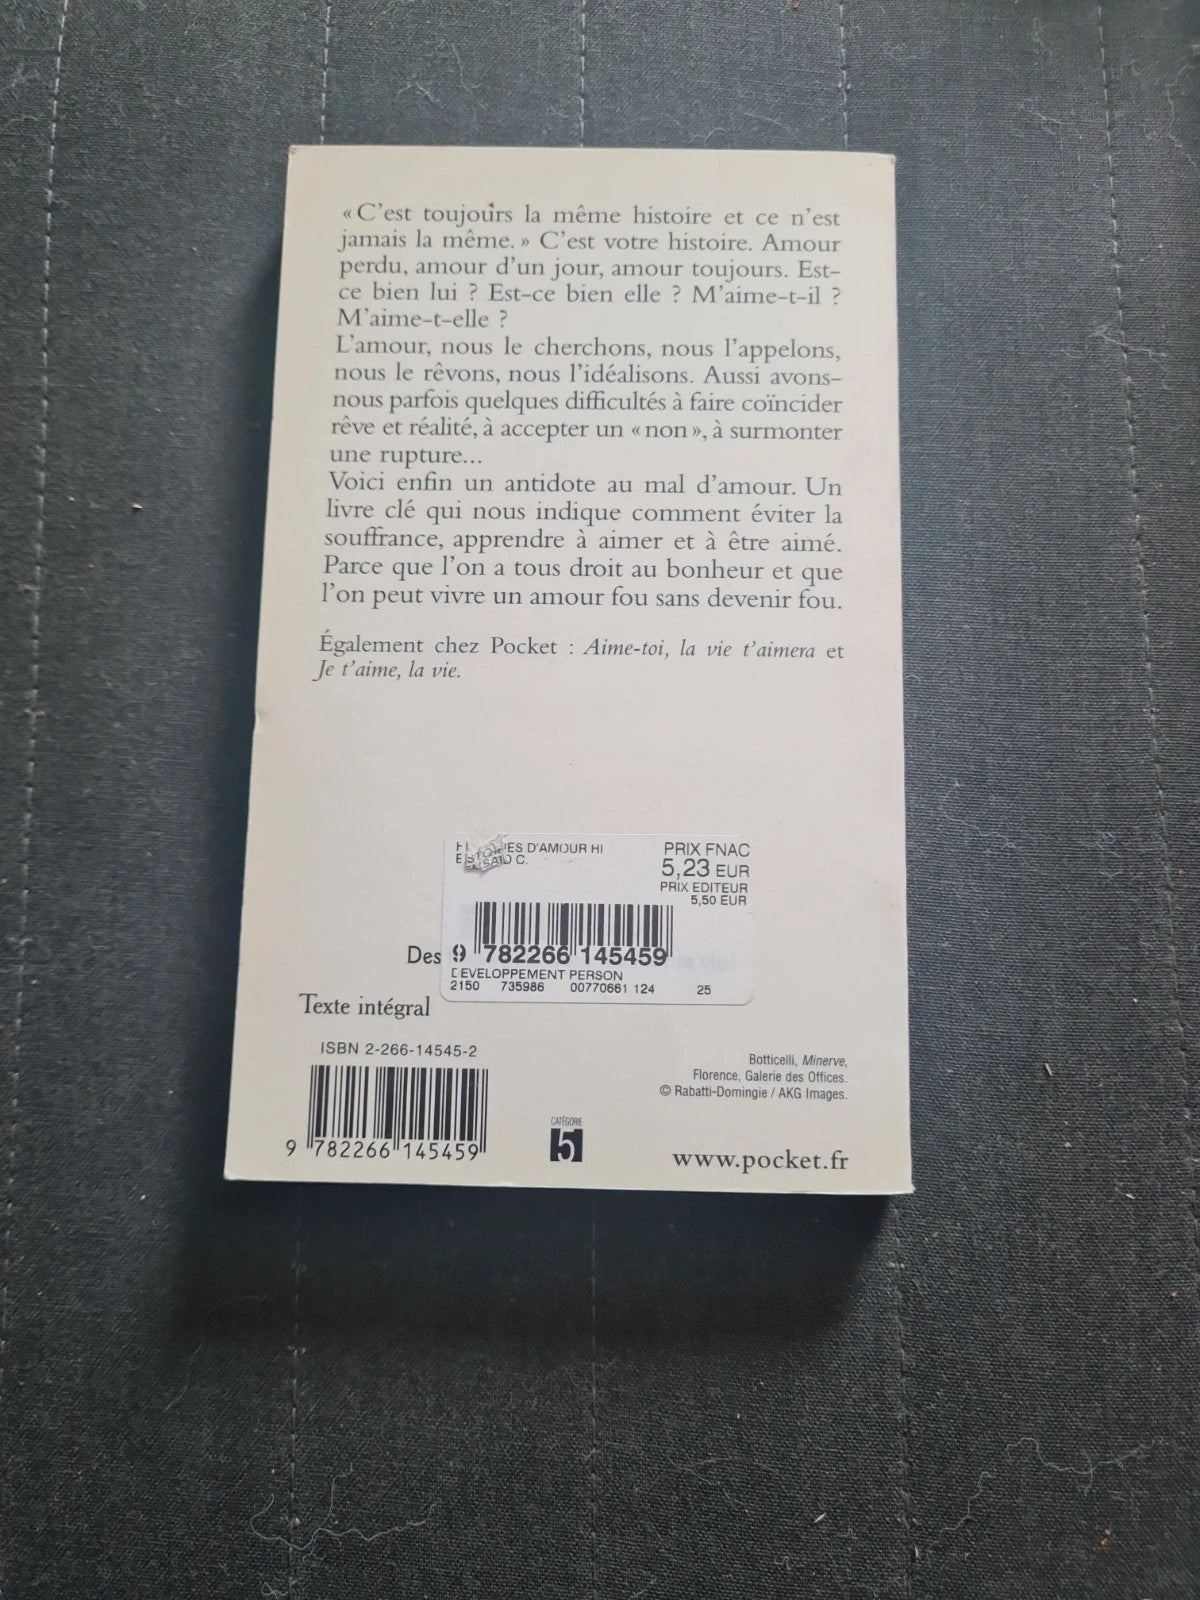 « C'est toujours la même histoire et ce n'est
jamais la même. » C'est votre histoire. Amour
perdu, amour d'un jour, amour toujours. Est-
ce bien lui ? Est-ce bien elle ? M'aime-t-il ?
M'aime-t-elle ?
L'amour, nous le cherchons, nous l'appelons,
nous le rêvons, nous l'idéalisons. Aussi avons-
nous parfois quelques difficultés à faire coïncider
rêve et réalité, à accepter un « non », à surmonter
une rupture...
Voici enfin un antidote au mal d'amour. Un
livre clé qui nous indique comment éviter la
souffrance, apprendre à aimer et à être aimé.
Parce que l'on a tous droit au bonheur et que
l'on peut vivre un amour fou sans devenir fou.
Également chez Pocket : Aime-toi, la vie t'aimera et
Je t'aime, la vie.
D'AMOUR HI
C.
PRIX FNAC
5,23 EUR
PRIX EDITEUR
5,50 EUR
9 782266 145459
DEVELOPPEMENT PERSON
2150 735986 00770661 124 25
Des
Texte intégral
ISBN 2-266-14545-2
9 782266 145459
CATÉGORIE
5
Botticelli, Minerve,
Florence, Galerie des Offices.
© Rabatti-Domingie / AKG Images.
www.pocket.fr